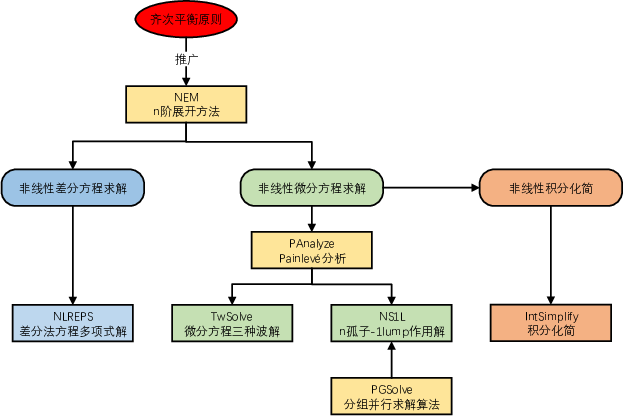 齐次平衡原则
推广
NEM
n阶展开方法
非线性差分方程求解
非线性微分方程求解
非线性积分化简
PAnalyze
Painlevé分析
NLREPS
差分法方程多项式解
TwSolve
微分方程三种波解
NS1L
n孤子-1lump作用解
IntSimplify
积分化简
PGSolve
分组并行求解算法